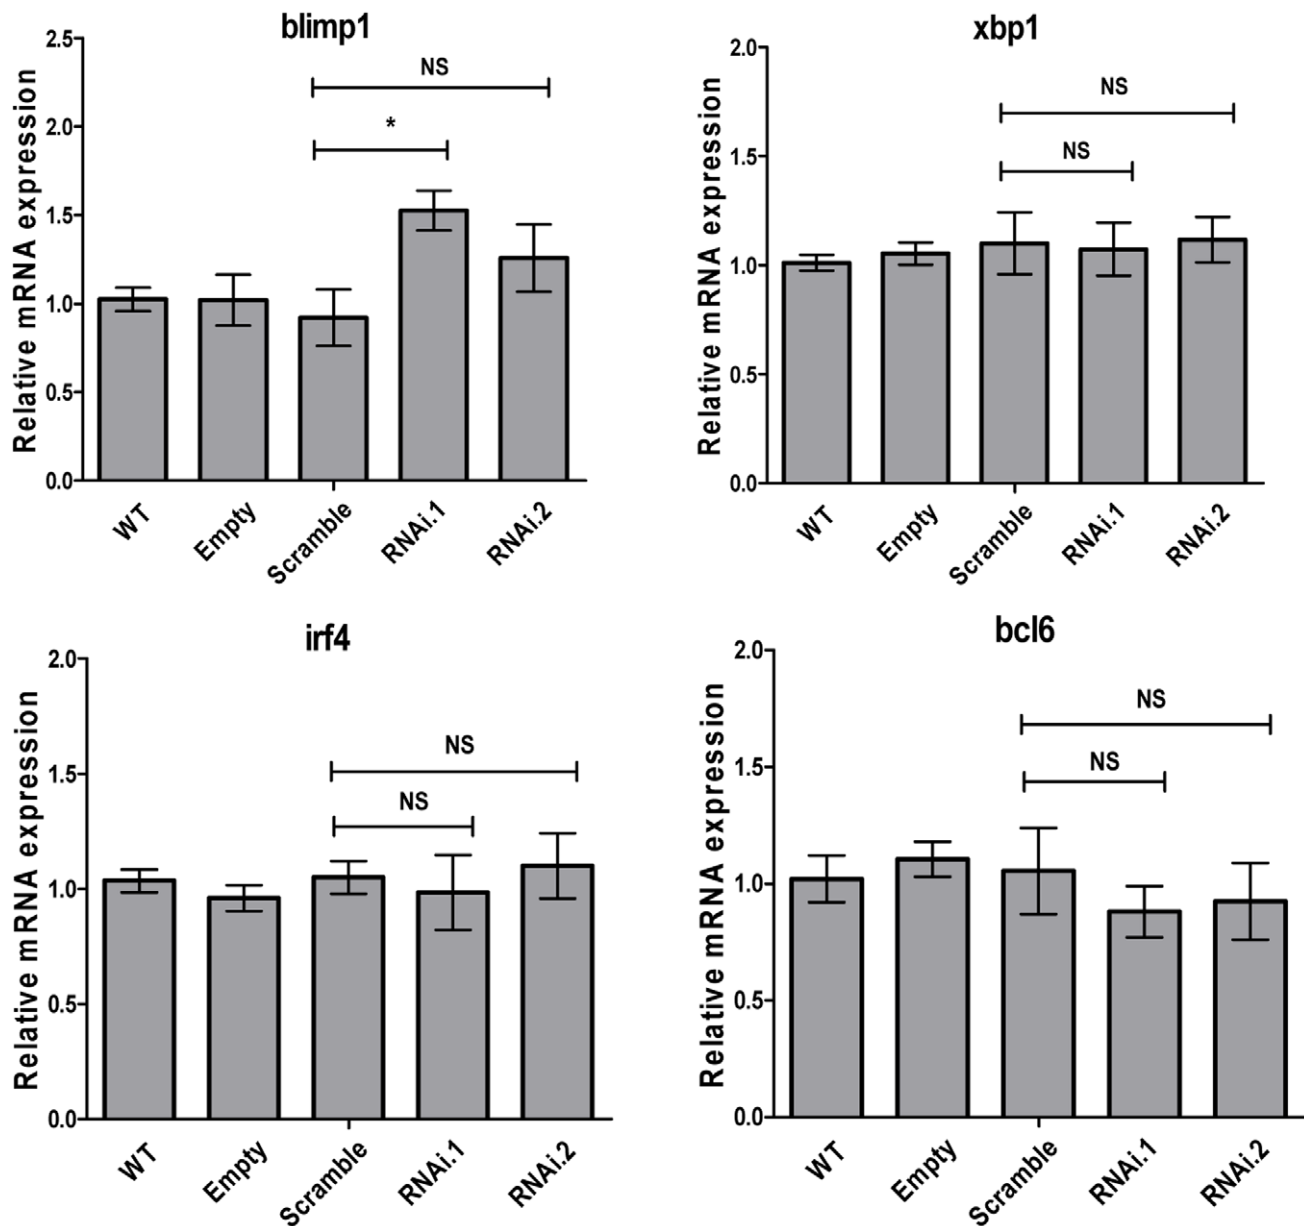 blimp1
Relative mRNA expression
2.5
2.0
1.5
1.0
0.5
0.0
NS
*
WT
Empty
Scramble
RNAi.1
RNAi.2
xbp1
Relative mRNA expression
2.0
1.5
1.0
0.5
0.0
NS
NS
WT
Empty
Scramble
RNAi.1
RNAi.2
irf4
Relative mRNA expression
2.0
1.5
1.0
0.5
0.0
NS
NS
WT
Empty
Scramble
RNAi.1
RNAi.2
bcl6
Relative mRNA expression
2.0
1.5
1.0
0.5
0.0
NS
NS
WT
Empty
Scramble
RNAi.1
RNAi.2